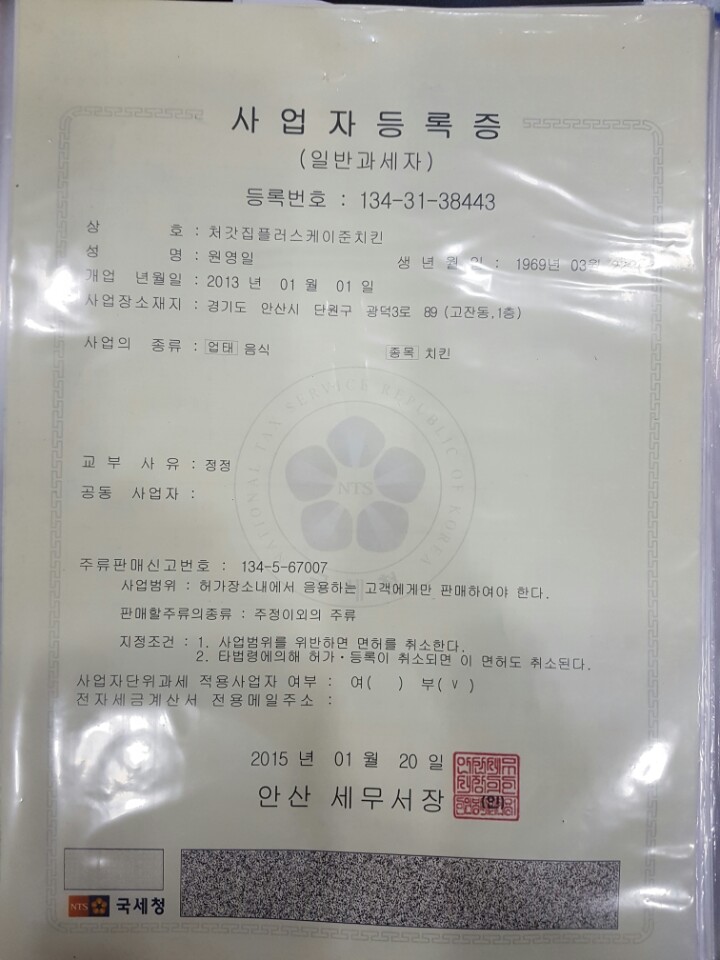 사업자등록증
(일반과세자)
등록번호 : 134-31-38443
상 호 : 처갓집플러스케이준치킨
성 명 : 원영일 생 년 월 일 : 1969년 03월
개업 년월일 : 2013 년 01 월 01 일
사업장소재지 : 경기도 안산시 단원구 광덕3로 89 (고잔동,1층)
사업의 종류 : 업태 음식 종목 치킨
NATIONAL TAX SERVICE REPUBLIC OF KOREA
NTS
교 부 사 유 : 정정
공동 사업자 :
주류판매신고번호 : 134-5-67007
사업범위 : 허가장소내에서 음용하는 고객에게만 판매하여야 한다.
판매할주류의종류 : 주정이외의 주류
지정조건 : 1. 사업범위를 위반하면 면허를 취소한다.
2. 타법령에의해 허가·등록이 취소되면 이 면허도 취소된다.
사업자단위과세 적용사업자 여부 : 여( ) 부( v )
전자세금계산서 전용메일주소 :
2015 년 01 월 20 일
안산 세무서장 (인)
NTS 국세청